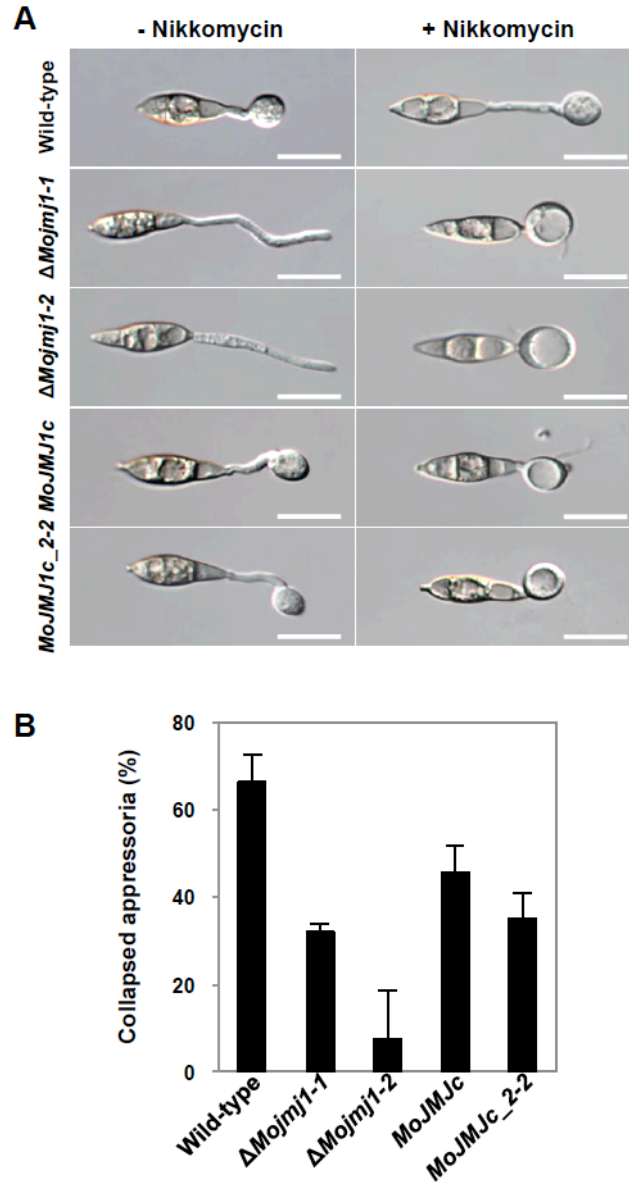 A
- Nikkomycin
+ Nikkomycin
Wild-type
ΔMojmj1-1
ΔMojmj1-2
MoJMJ1c
MoJMJ1c_2-2
B
Collapsed appressoria (%)
80
60
40
20
0
Wild-type
ΔMojmj1-1
ΔMojmj1-2
MoJMJc
MoJMJc_2-2